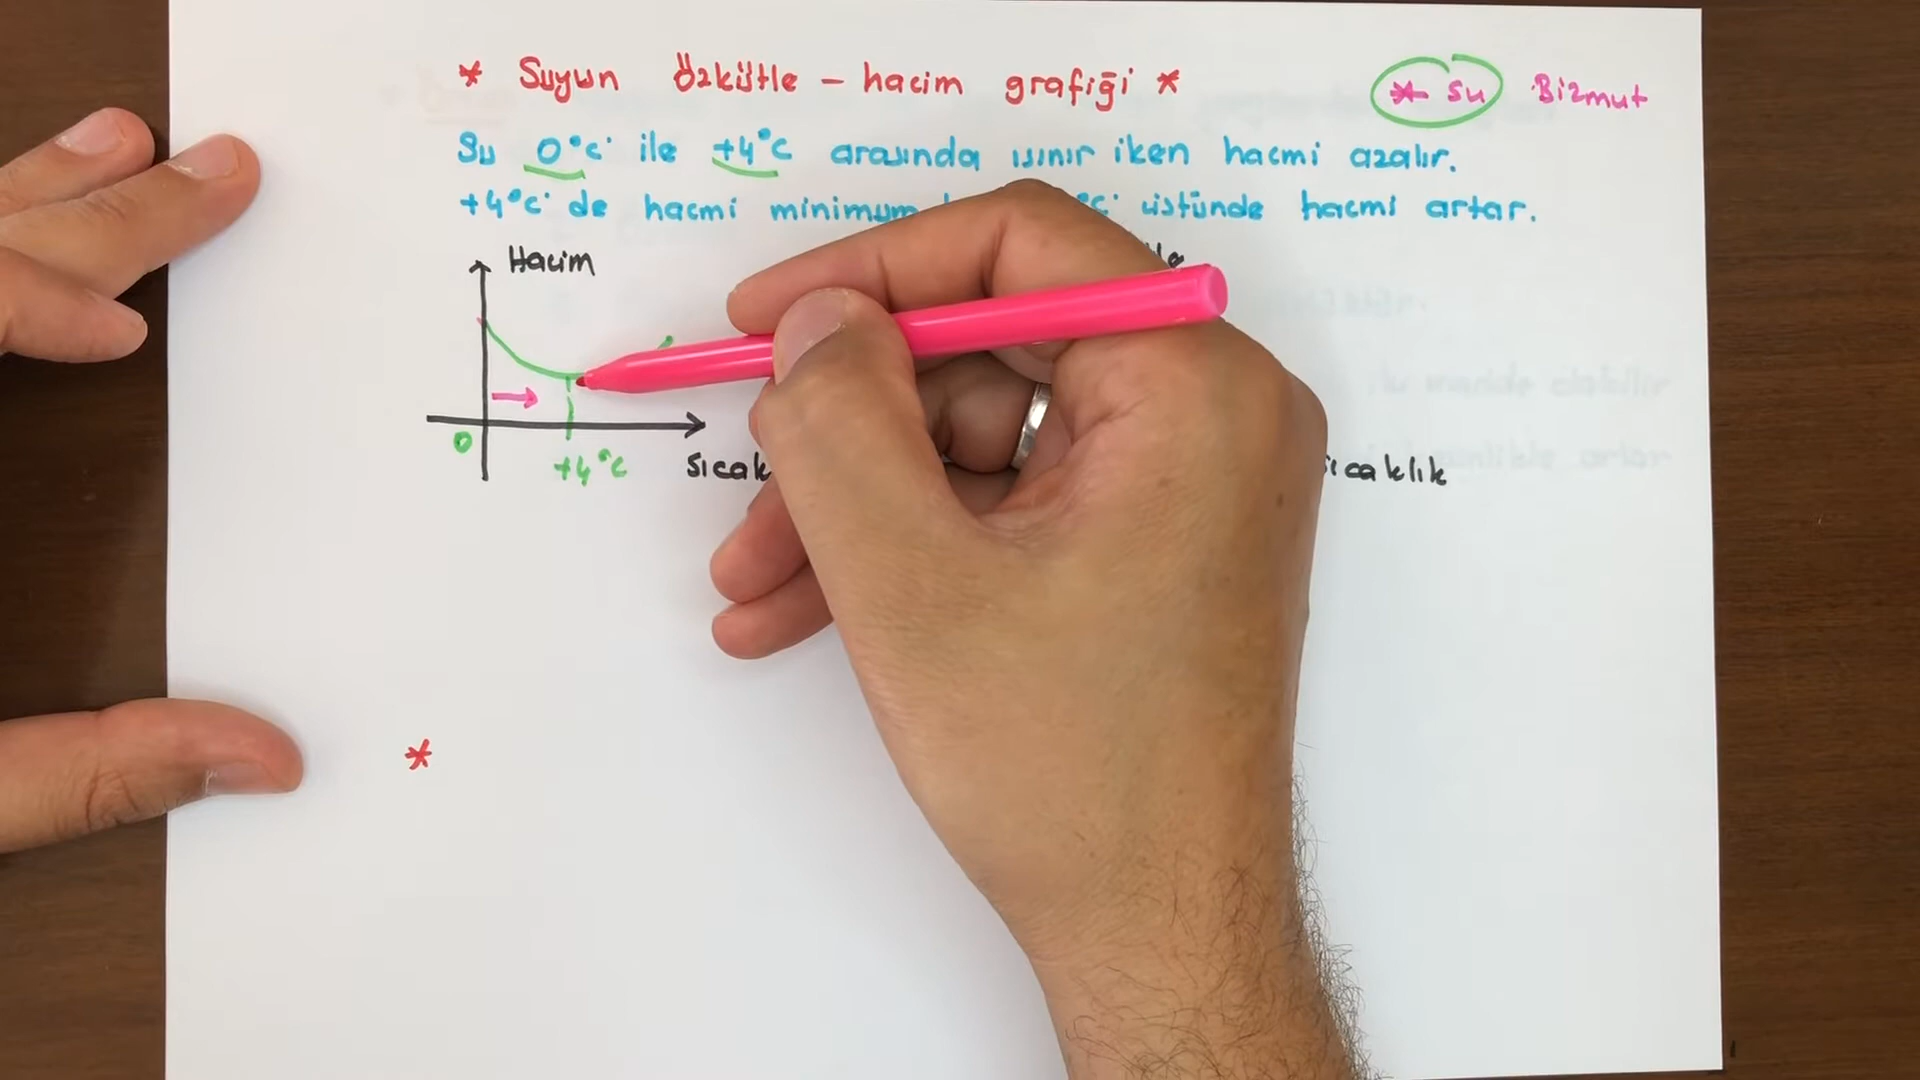 * Suyun Özkütle - hacim grafiği *
* Su Bizmut
Su 0°C ile +4°C arasında ısınır iken hacmi azalır.
+4°C de hacmi minimum °C üstünde hacmi artar.
Hacim
0
+4°C
Sıcak
sıcaklık
*